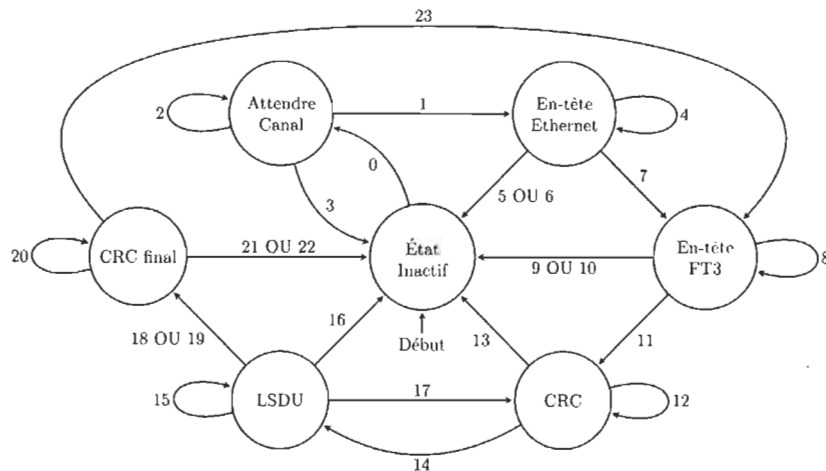 23
Attendre
Canal
2
1
En-tête
Ethernet
4
0
3
5 OU 6
7
CRC final
20
21 OU 22
État
Inactif
9 OU 10
En-tête
FT3
8
18 OU 19
16
Début
13
11
LSDU
15
17
CRC
12
14